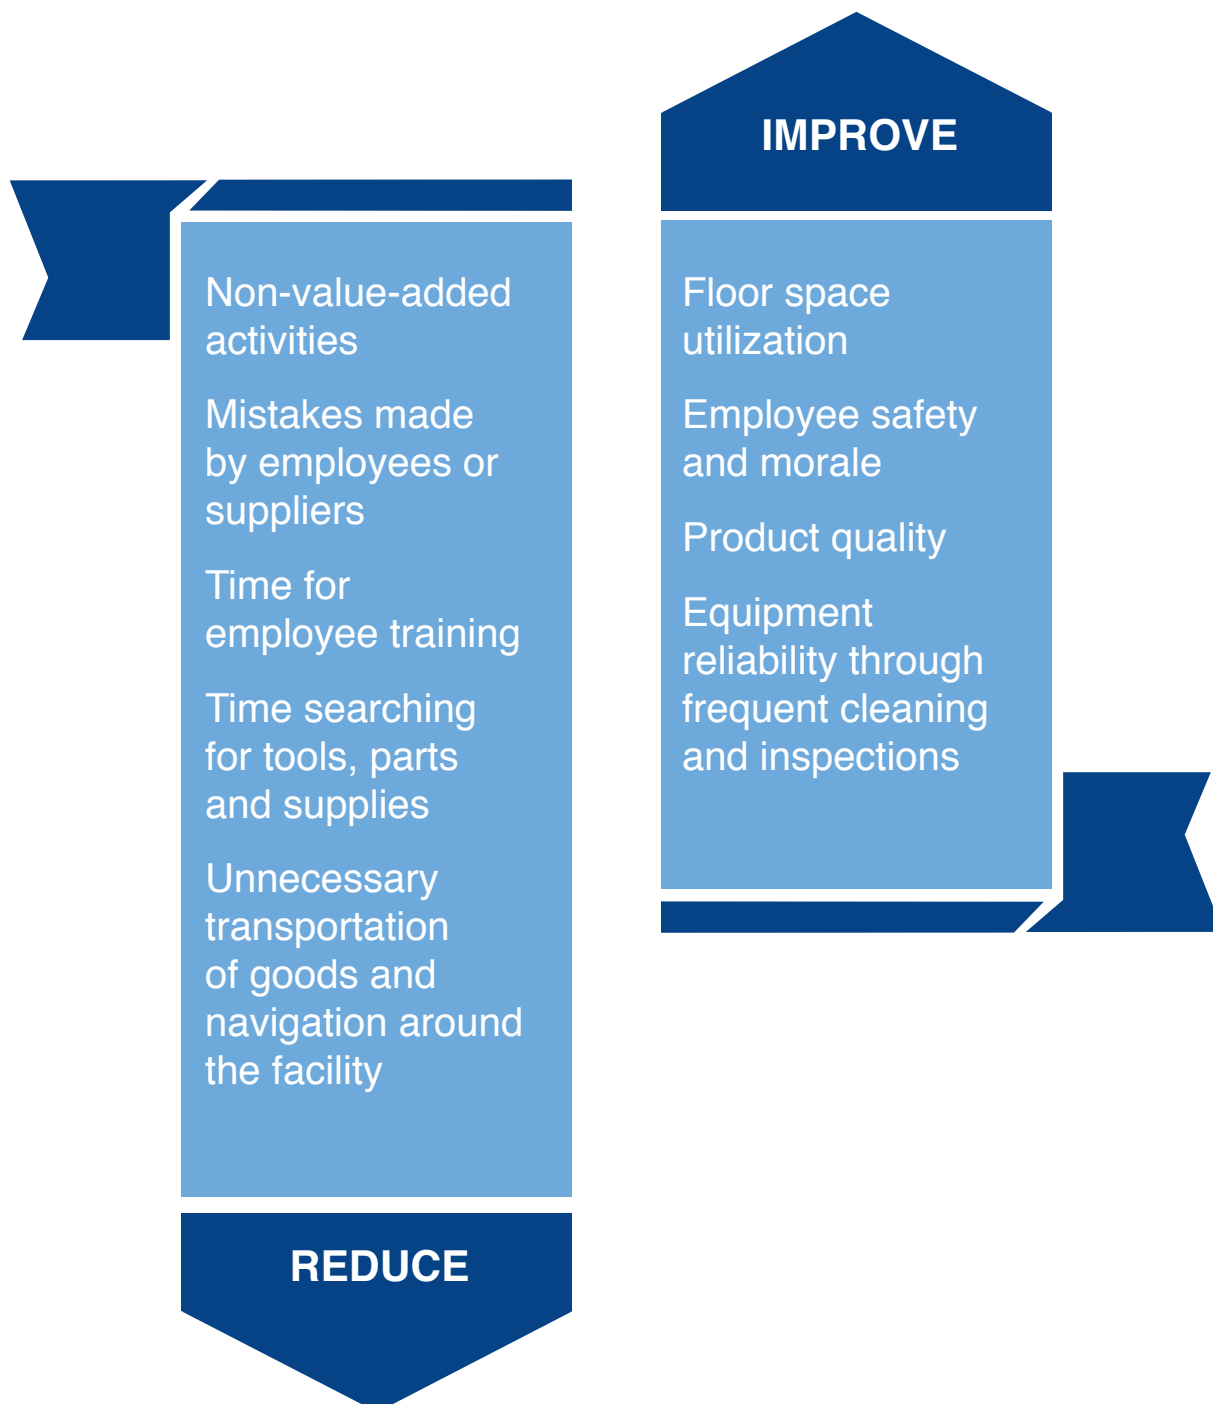 Non-value-added
activities
Mistakes made
by employees or
suppliers
Time for
employee training
Time searching
for tools, parts
and supplies
Unnecessary
transportation
of goods and
navigation around
the facility
REDUCE
IMPROVE
Floor space
utilization
Employee safety
and morale
Product quality
Equipment
reliability through
frequent cleaning
and inspections